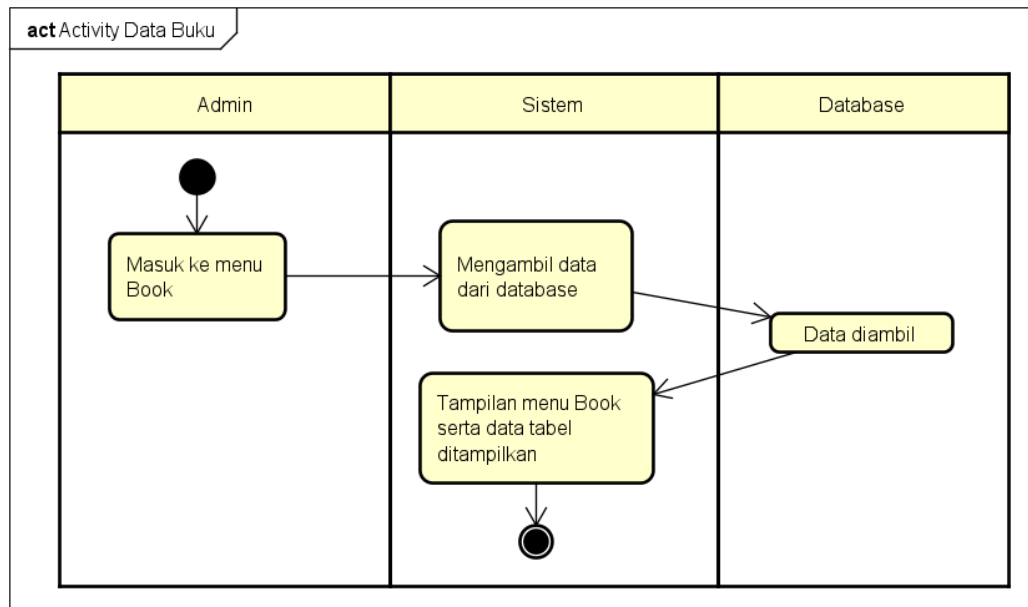 act Activity Data Buku
Admin
Sistem
Database
Masuk ke menu
Book
Mengambil data
dari database
Data diambil
Tampilan menu Book
serta data tabel
ditampilkan